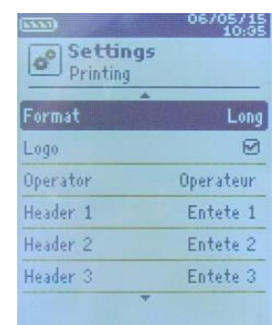 06/05/15
10:35
Settings
Printing
Format Long
Logo
Operator Operateur
Header 1 Entete 1
Header 2 Entete 2
Header 3 Entete 3